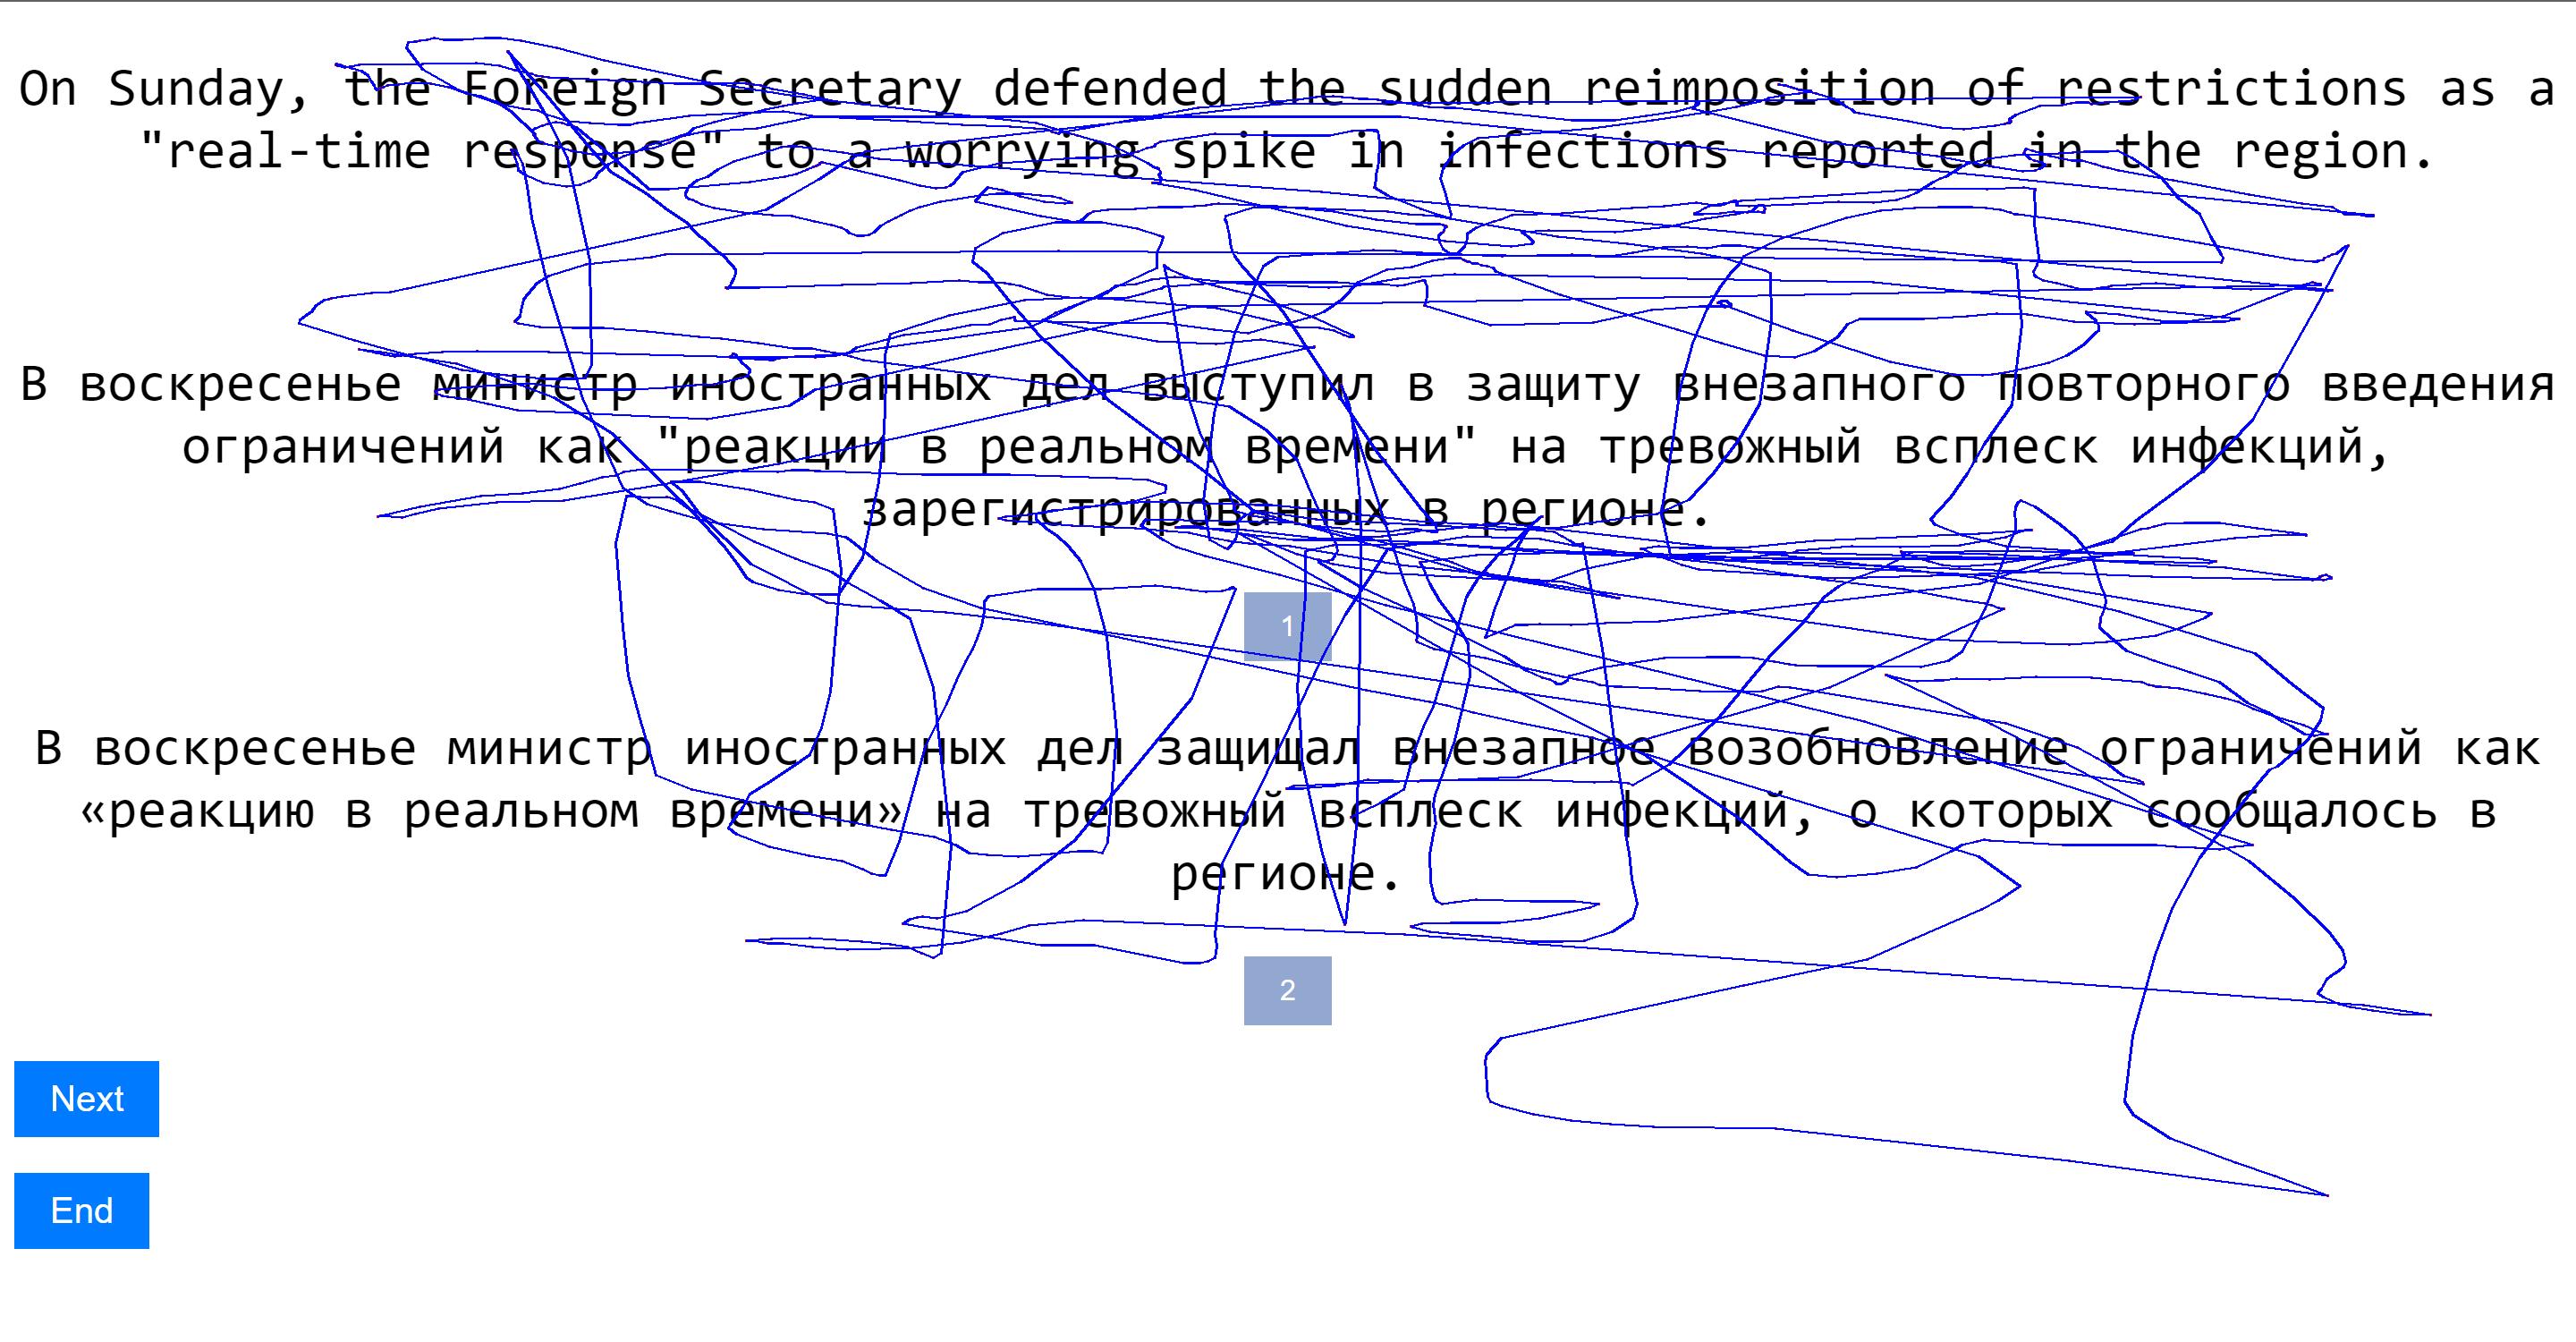 On Sunday, the Foreign Secretary defended the sudden reimposition of restrictions as a
"real-time response" to a worrying spike in infections reported in the region.
В воскресенье министр иностранных дел выступил в защиту внезапного повторного введения
ограничений как "реакции в реальном времени" на тревожный всплеск инфекций,
зарегистрированных в регионе.
1
В воскресенье министр иностранных дел защищал внезапное возобновление ограничений как
«реакцию в реальном времени» на тревожный всплеск инфекций, о которых сообщалось в
регионе.
2
Next
End